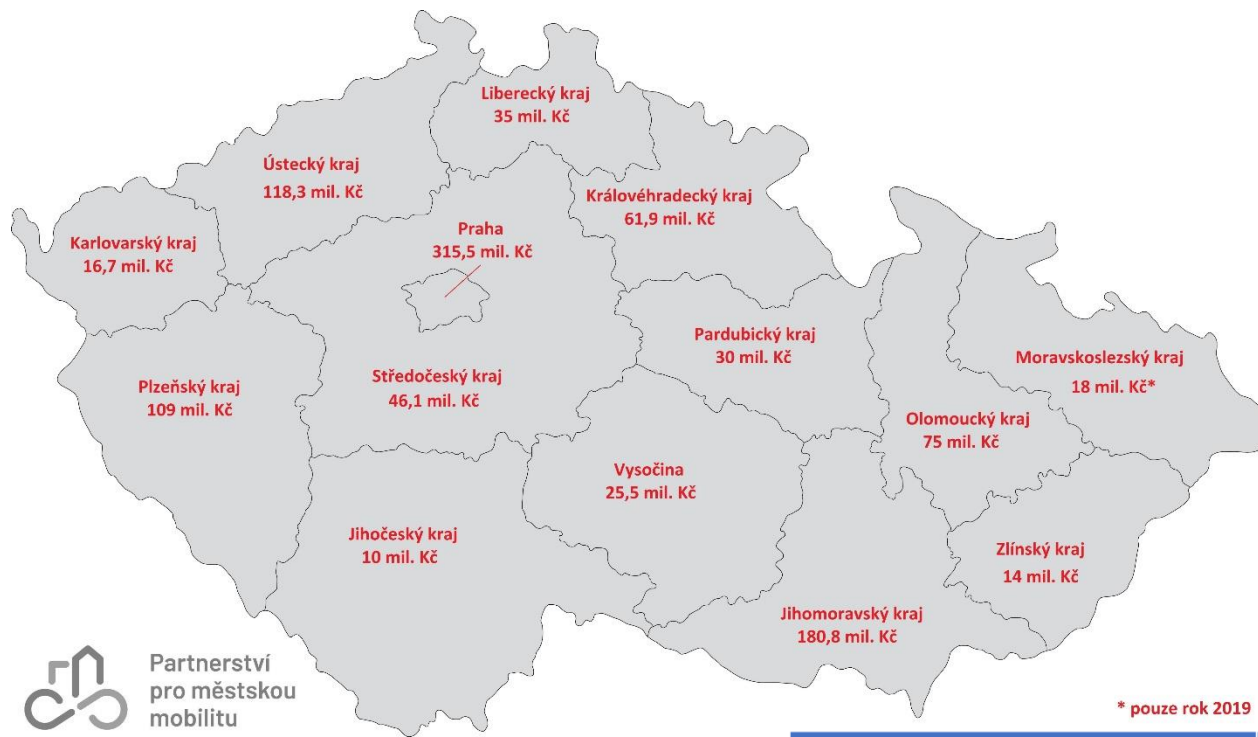 Liberecký kraj
35 mil. Kč
Ústecký kraj
118,3 mil. Kč
Královéhradecký kraj
61,9 mil. Kč
Praha
315,5 mil. Kč
Karlovarský kraj
16,7 mil. Kč
Pardubický kraj
30 mil. Kč
Moravskoslezský kraj
18 mil. Kč*
Středočeský kraj
46,1 mil. Kč
Plzeňský kraj
109 mil. Kč
Olomoucký kraj
75 mil. Kč
Vysočina
25,5 mil. Kč
Jihočeský kraj
10 mil. Kč
Zlínský kraj
14 mil. Kč
Jihomoravský kraj
180,8 mil. Kč
Partnerství
pro městskou
mobilitu
* pouze rok 2019